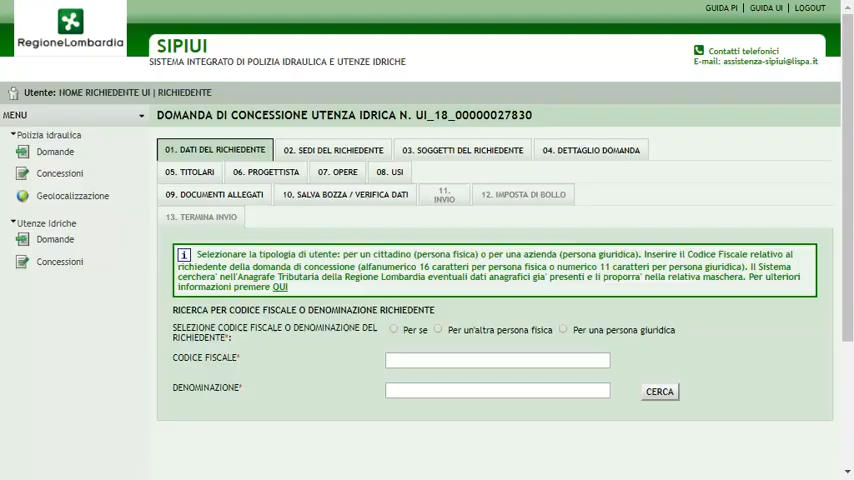 GUIDA PI | GUIDA UI | LOGOUT
RegioneLombardia
SIPIUI
SISTEMA INTEGRATO DI POLIZIA IDRAULICA E UTENZE IDRICHE
Contatti telefonici
E-mail: assistenza-sipiui@lispa.it
Utente: NOME RICHIEDENTE UI | RICHIEDENTE
MENU
Polizia idraulica
Domande
Concessioni
Geolocalizzazione
Utenze Idriche
Domande
Concessioni
DOMANDA DI CONCESSIONE UTENZA IDRICA N. UI_18_00000027830
01. DATI DEL RICHIEDENTE
02. SEDI DEL RICHIEDENTE
03. SOGGETTI DEL RICHIEDENTE
04. DETTAGLIO DOMANDA
05. TITOLARI
06. PROGETTISTA
07. OPERE
08. USI
09. DOCUMENTI ALLEGATI
10. SALVA BOZZA / VERIFICA DATI
11.
INVIO
12. IMPOSTA DI BOLLO
13. TERMINA INVIO
i Selezionare la tipologia di utente: per un cittadino (persona fisica) o per una azienda (persona giuridica). Inserire il Codice Fiscale relativo al
richiedente della domanda di concessione (alfanumerico 16 caratteri per persona fisica o numerico 11 caratteri per persona giuridica). Il Sistema
cerchera' nell'Anagrafe Tributaria della Regione Lombardia eventuali dati anagrafici gia' presenti e li proporra' nella relativa maschera. Per ulteriori
informazioni premere QUI
RICERCA PER CODICE FISCALE O DENOMINAZIONE RICHIEDENTE
SELEZIONE CODICE FISCALE O DENOMINAZIONE DEL
RICHIEDENTE*:
Per se
Per un'altra persona fisica
Per una persona giuridica
CODICE FISCALE*
DENOMINAZIONE*
CERCA